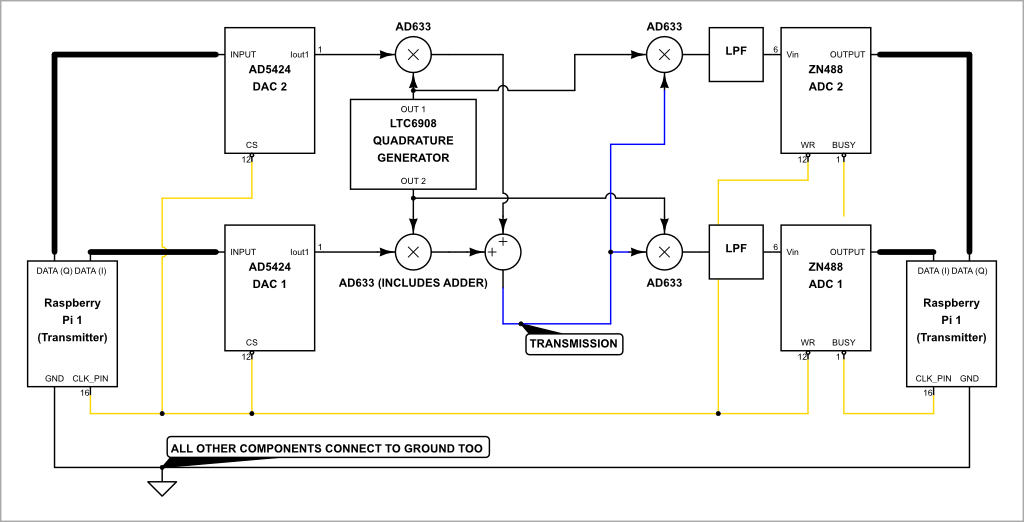 AD633
AD633
INPUT
Iout1
1
AD5424
DAC 2
CS
12
LPF
6
Vin
OUTPUT
ZN488
ADC 2
WR
BUSY
12
1
OUT 1
LTC6908
QUADRATURE
GENERATOR
OUT 2
INPUT
Iout1
1
AD5424
DAC 1
CS
12
+
+
AD633 (INCLUDES ADDER)
AD633
LPF
6
Vin
OUTPUT
ZN488
ADC 1
WR
BUSY
12
1
DATA (Q) DATA (I)
Raspberry
Pi 1
(Transmitter)
GND
CLK_PIN
16
DATA (I) DATA (Q)
Raspberry
Pi 1
(Transmitter)
CLK_PIN
GND
16
TRANSMISSION
ALL OTHER COMPONENTS CONNECT TO GROUND TOO